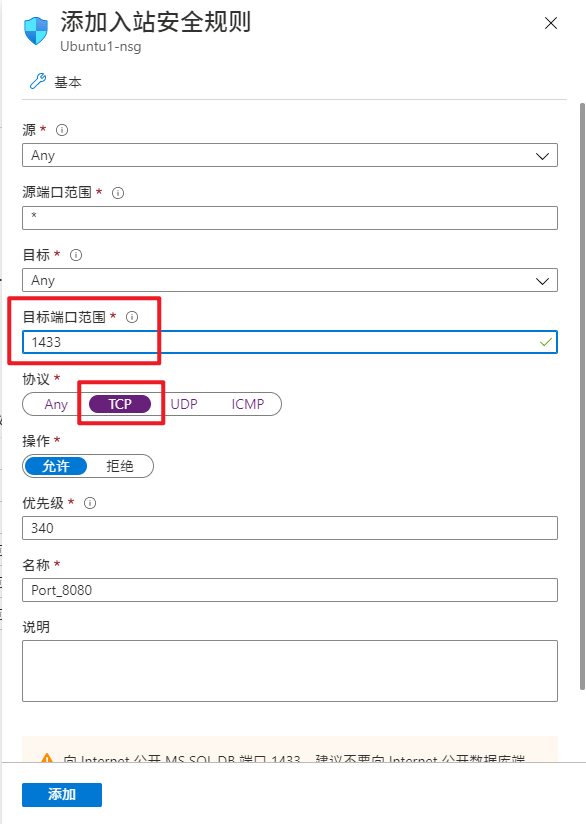 添加入站安全规则
Ubuntu1-nsg
基本
源 *
Any
源端口范围 *
*
目标 *
Any
目标端口范围 *
1433
协议 *
Any TCP UDP ICMP
操作 *
允许 拒绝
优先级 *
340
名称 *
Port_8080
说明
向 Internet 公开 MS SQL DB 端口 1433。建议不要向 Internet 公开数据库端
添加